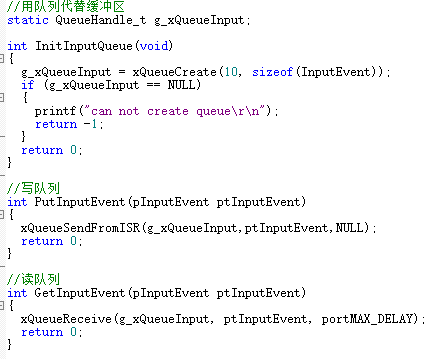 //用队列代替缓冲区
static QueueHandle_t g_xQueueInput;
int InitInputQueue(void)
{
g_xQueueInput = xQueueCreate(10, sizeof(InputEvent));
if (g_xQueueInput == NULL)
{
printf("can not create queue\r\n");
return -1;
}
return 0;
}
//写队列
int PutInputEvent(pInputEvent ptInputEvent)
{
xQueueSendFromISR(g_xQueueInput,ptInputEvent,NULL);
return 0;
}
//读队列
int GetInputEvent(pInputEvent ptInputEvent)
{
xQueueReceive(g_xQueueInput, ptInputEvent, portMAX_DELAY);
return 0;
}